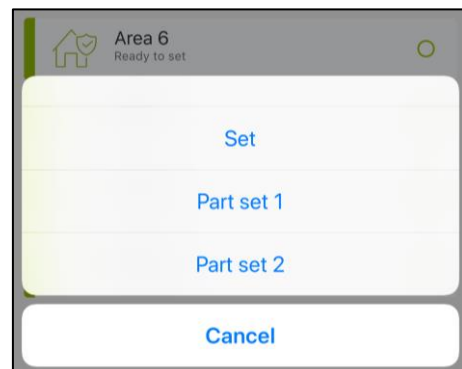 Area 6
Ready to set
Set
Part set 1
Part set 2
Cancel